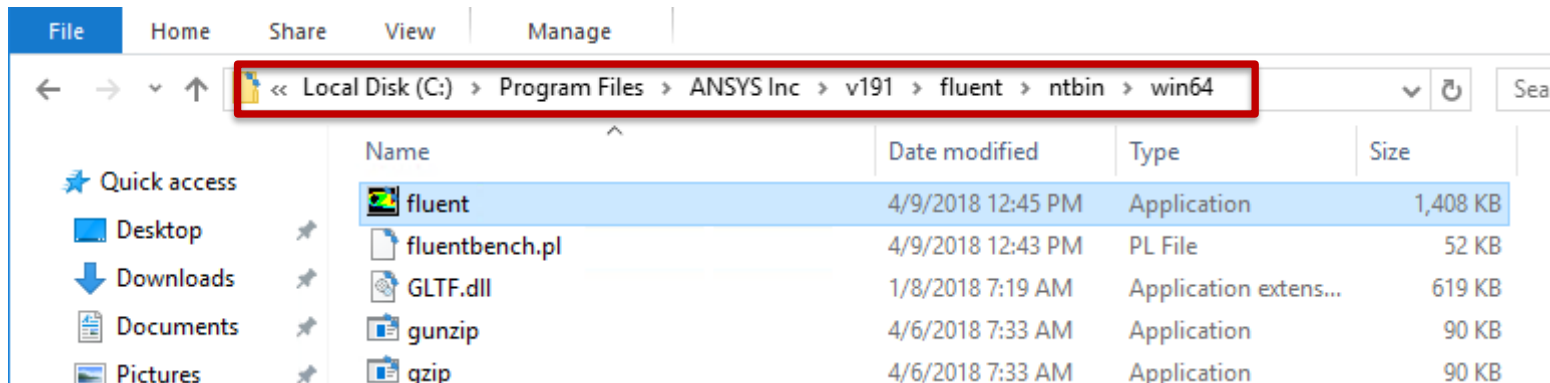 File Home Share View Manage
« Local Disk (C:) > Program Files > ANSYS Inc > v191 > fluent > ntbin > win64 Sea
Name Date modified Type Size
Quick access
fluent 4/9/2018 12:45 PM Application 1,408 KB
Desktop
fluentbench.pl 4/9/2018 12:43 PM PL File 52 KB
Downloads
GLTF.dll 1/8/2018 7:19 AM Application extens... 619 KB
Documents
gunzip 4/6/2018 7:33 AM Application 90 KB
Pictures
gzip 4/6/2018 7:33 AM Application 90 KB